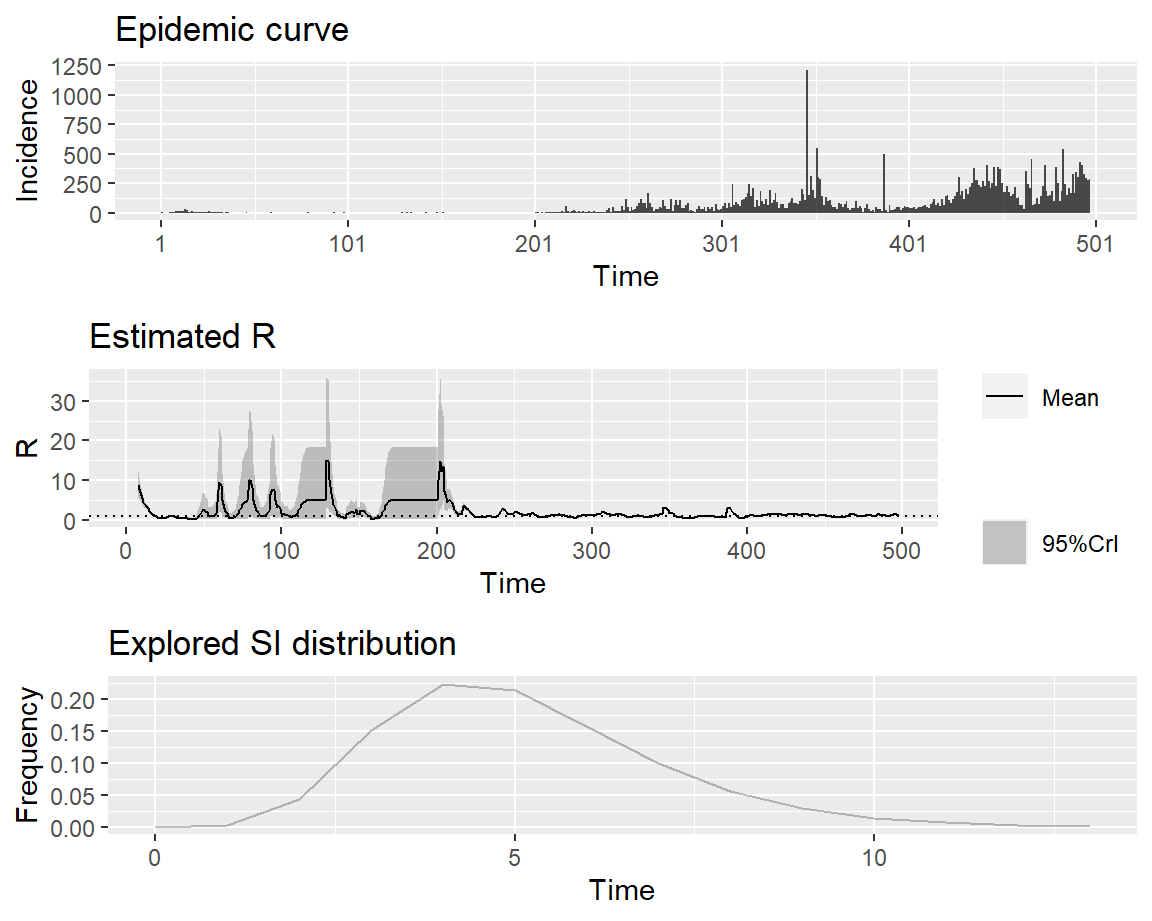 Epidemic curve
1250
1000
750
500
250
0
Incidence
1 101 201 301 401 501
Time
Estimated R
30
20
10
0
R
0 100 200 300 400 500
Time
Mean
95%CrI
Explored SI distribution
0.20
0.15
0.10
0.05
0.00
Frequency
0 5 10
Time